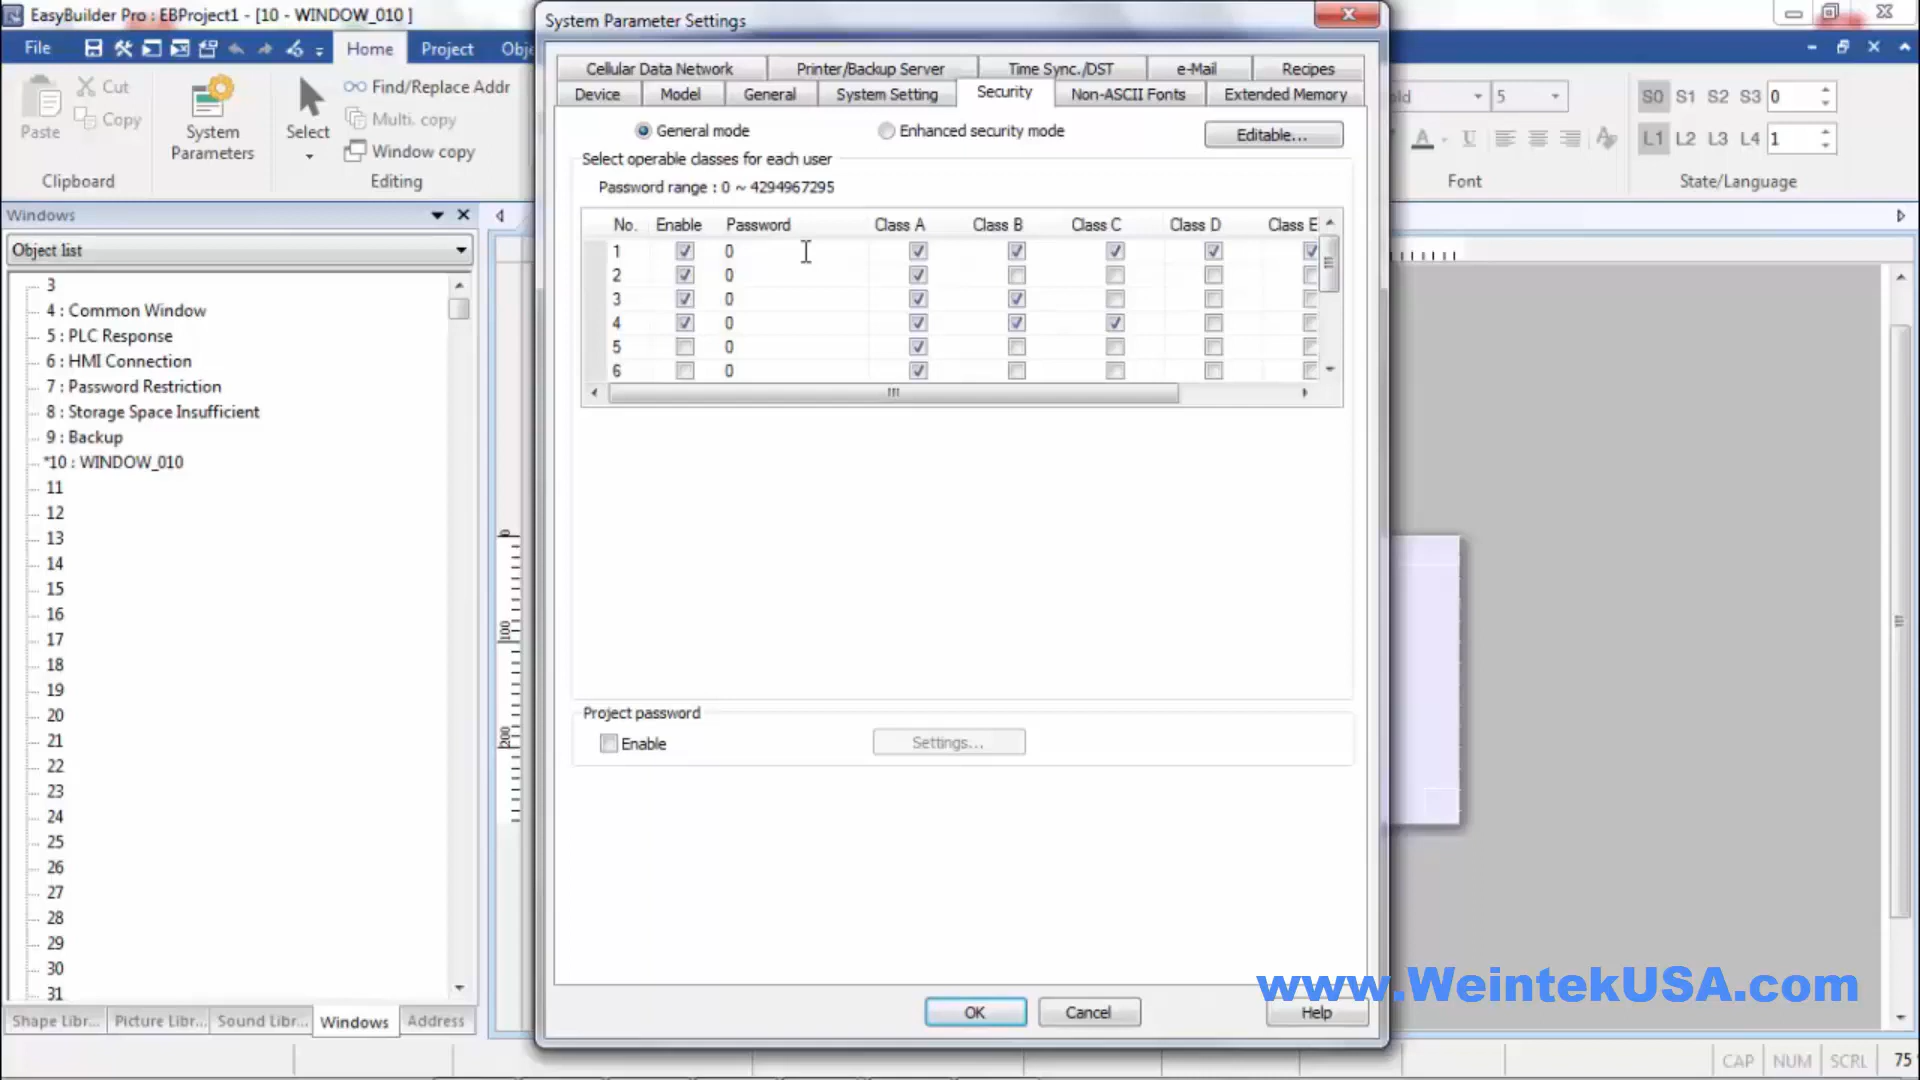 EasyBuilder Pro : EBProject1 - [10 - WINDOW_010 ]
File
Home
Project
Obje
Paste
Cut
Copy
Clipboard
System Parameters
Select
Find/Replace Addr
Multi. copy
Window copy
Editing
5
Font
S0 S1 S2 S3 0
L1 L2 L3 L4 1
State/Language
Windows
Object list
3
4 : Common Window
5 : PLC Response
6 : HMI Connection
7 : Password Restriction
8 : Storage Space Insufficient
9 : Backup
*10 : WINDOW_010
11
12
13
14
15
16
17
18
19
20
21
22
23
24
25
26
27
28
29
30
31
Shape Libr... Picture Libr... Sound Libr... Windows Address
0
100
200
System Parameter Settings
Cellular Data Network Printer/Backup Server Time Sync./DST e-Mail Recipes
Device Model General System Setting Security Non-ASCII Fonts Extended Memory
General mode Enhanced security mode Editable...
Select operable classes for each user
Password range : 0 ~ 4294967295
No. Enable Password Class A Class B Class C Class D Class E
1 0
2 0
3 0
4 0
5 0
6 0
Project password
Enable Settings...
OK Cancel Help
www.WeintekUSA.com
CAP NUM SCRL 75